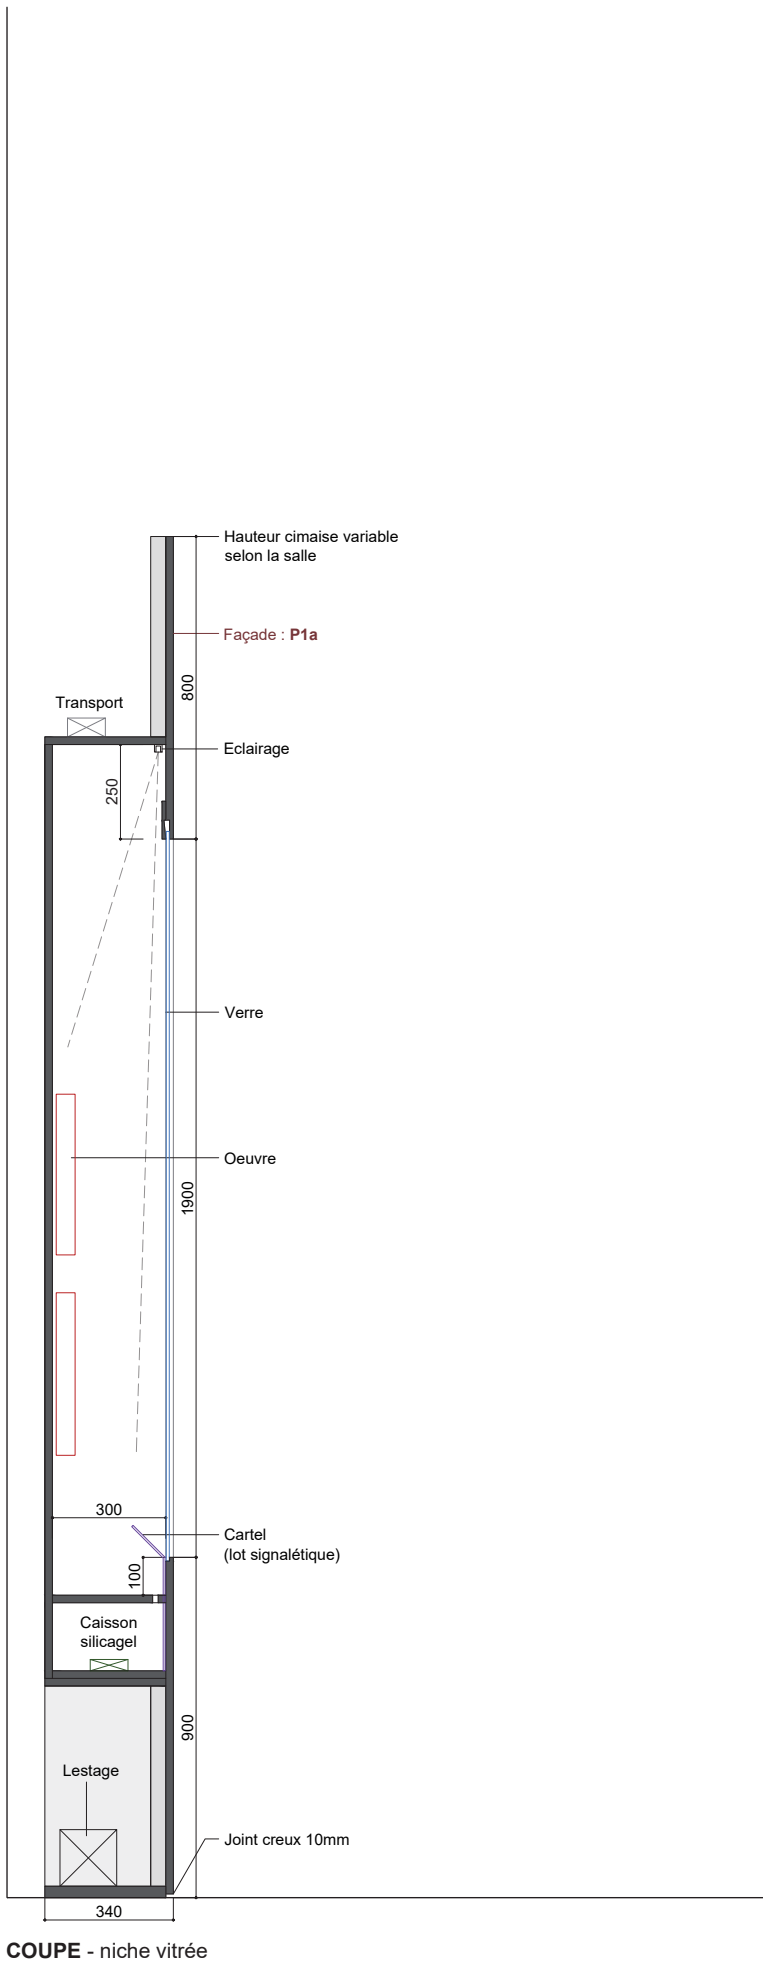 Hauteur cimaise variable
selon la salle
Façade : P1a
800
Transport
Eclairage
250
Verre
Oeuvre
1900
300
Cartel
(lot signalétique)
100
Caisson
silicagel
900
Lestage
Joint creux 10mm
340
COUPE - niche vitrée